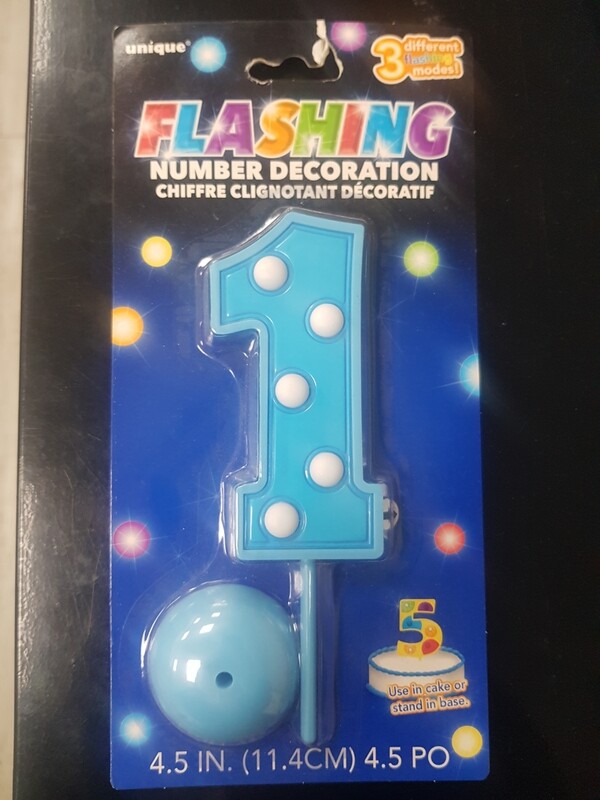 unique®
3 different
flashing
modes!
FLASHING
NUMBER DECORATION
CHIFFRE CLIGNOTANT DÉCORATIF
1
5
Use in cake or
stand in base.
4.5 IN. (11.4CM) 4.5 PO